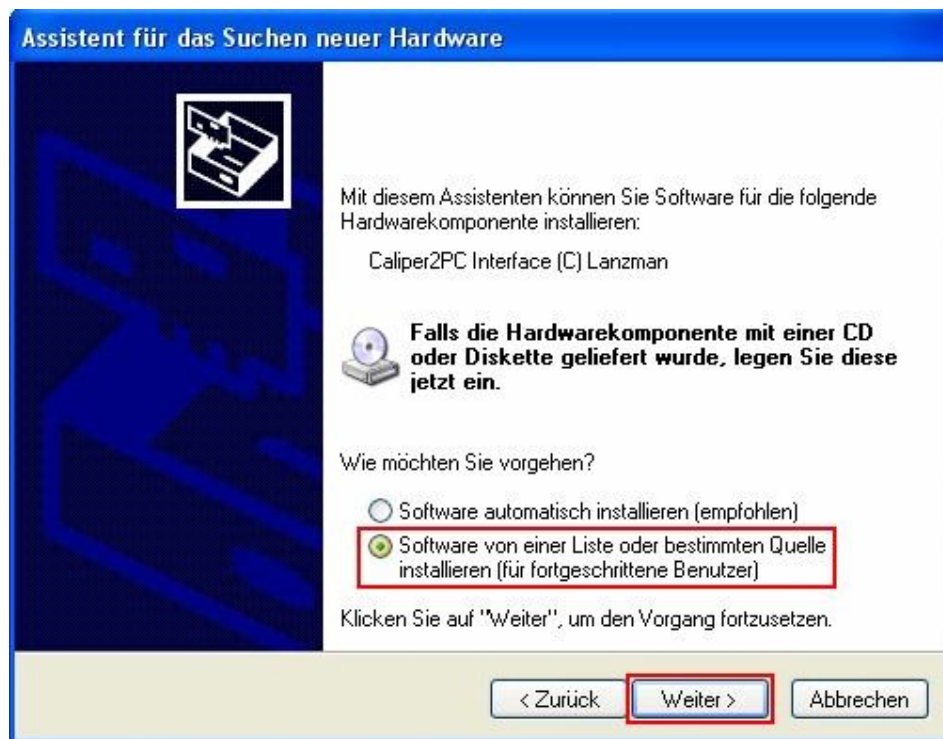 Assistent für das Suchen neuer Hardware
Mit diesem Assistenten können Sie Software für die folgende
Hardwarekomponente installieren:
Caliper2PC Interface (C) Lanzman
Falls die Hardwarekomponente mit einer CD
oder Diskette geliefert wurde, legen Sie diese
jetzt ein.
Wie möchten Sie vorgehen?
Software automatisch installieren (empfohlen)
Software von einer Liste oder bestimmten Quelle
installieren (für fortgeschrittene Benutzer)
Klicken Sie auf "Weiter", um den Vorgang fortzusetzen.
< Zurück Weiter > Abbrechen